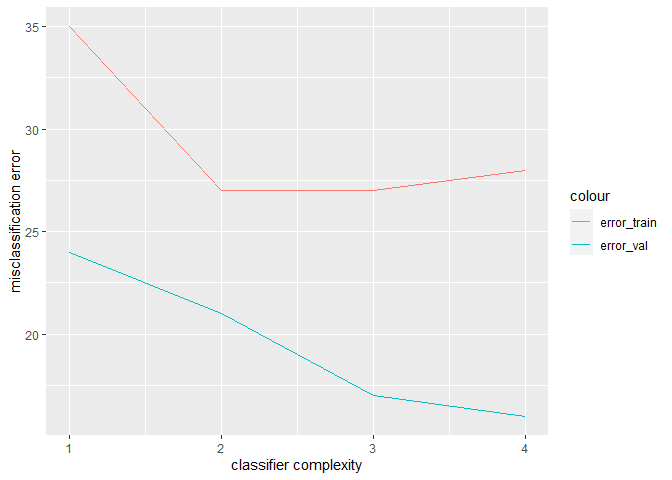 35
30
25
20
misclassification error
1 2 3 4
classifier complexity
colour
error_train
error_val